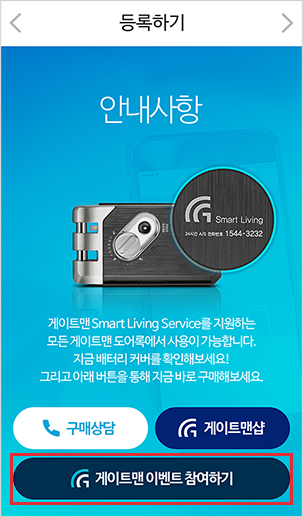 등록하기
안내사항
Smart Living
24시간 A/S 전화번호 1544-3232
게이트맨 Smart Living Service를 지원하는
모든 게이트맨 도어록에서 사용이 가능합니다.
지금 배터리 커버를 확인해보세요!
그리고 아래 버튼을 통해 지금 바로 구매해보세요.
구매상담
게이트맨샵
게이트맨 이벤트 참여하기